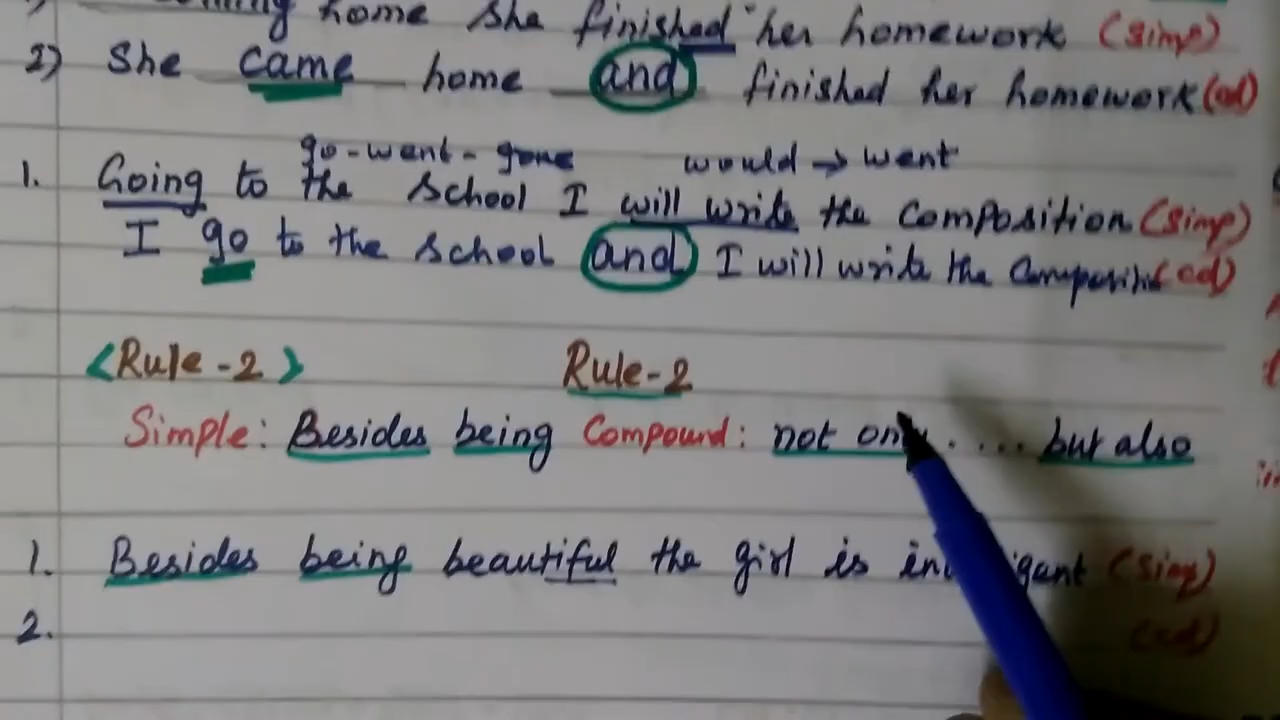 home she finished her homework (simp)
2) She came home and finished her homework (cd)
go-went-gone would → went
1. Going to the school I will write the composition (Simp)
I go to the school and I will write the (cd)
<Rule-2> Rule-2
Simple: Besides being Compound: not .... but also
1. Besides being beautiful the girl is (Simp)
2. (cd)